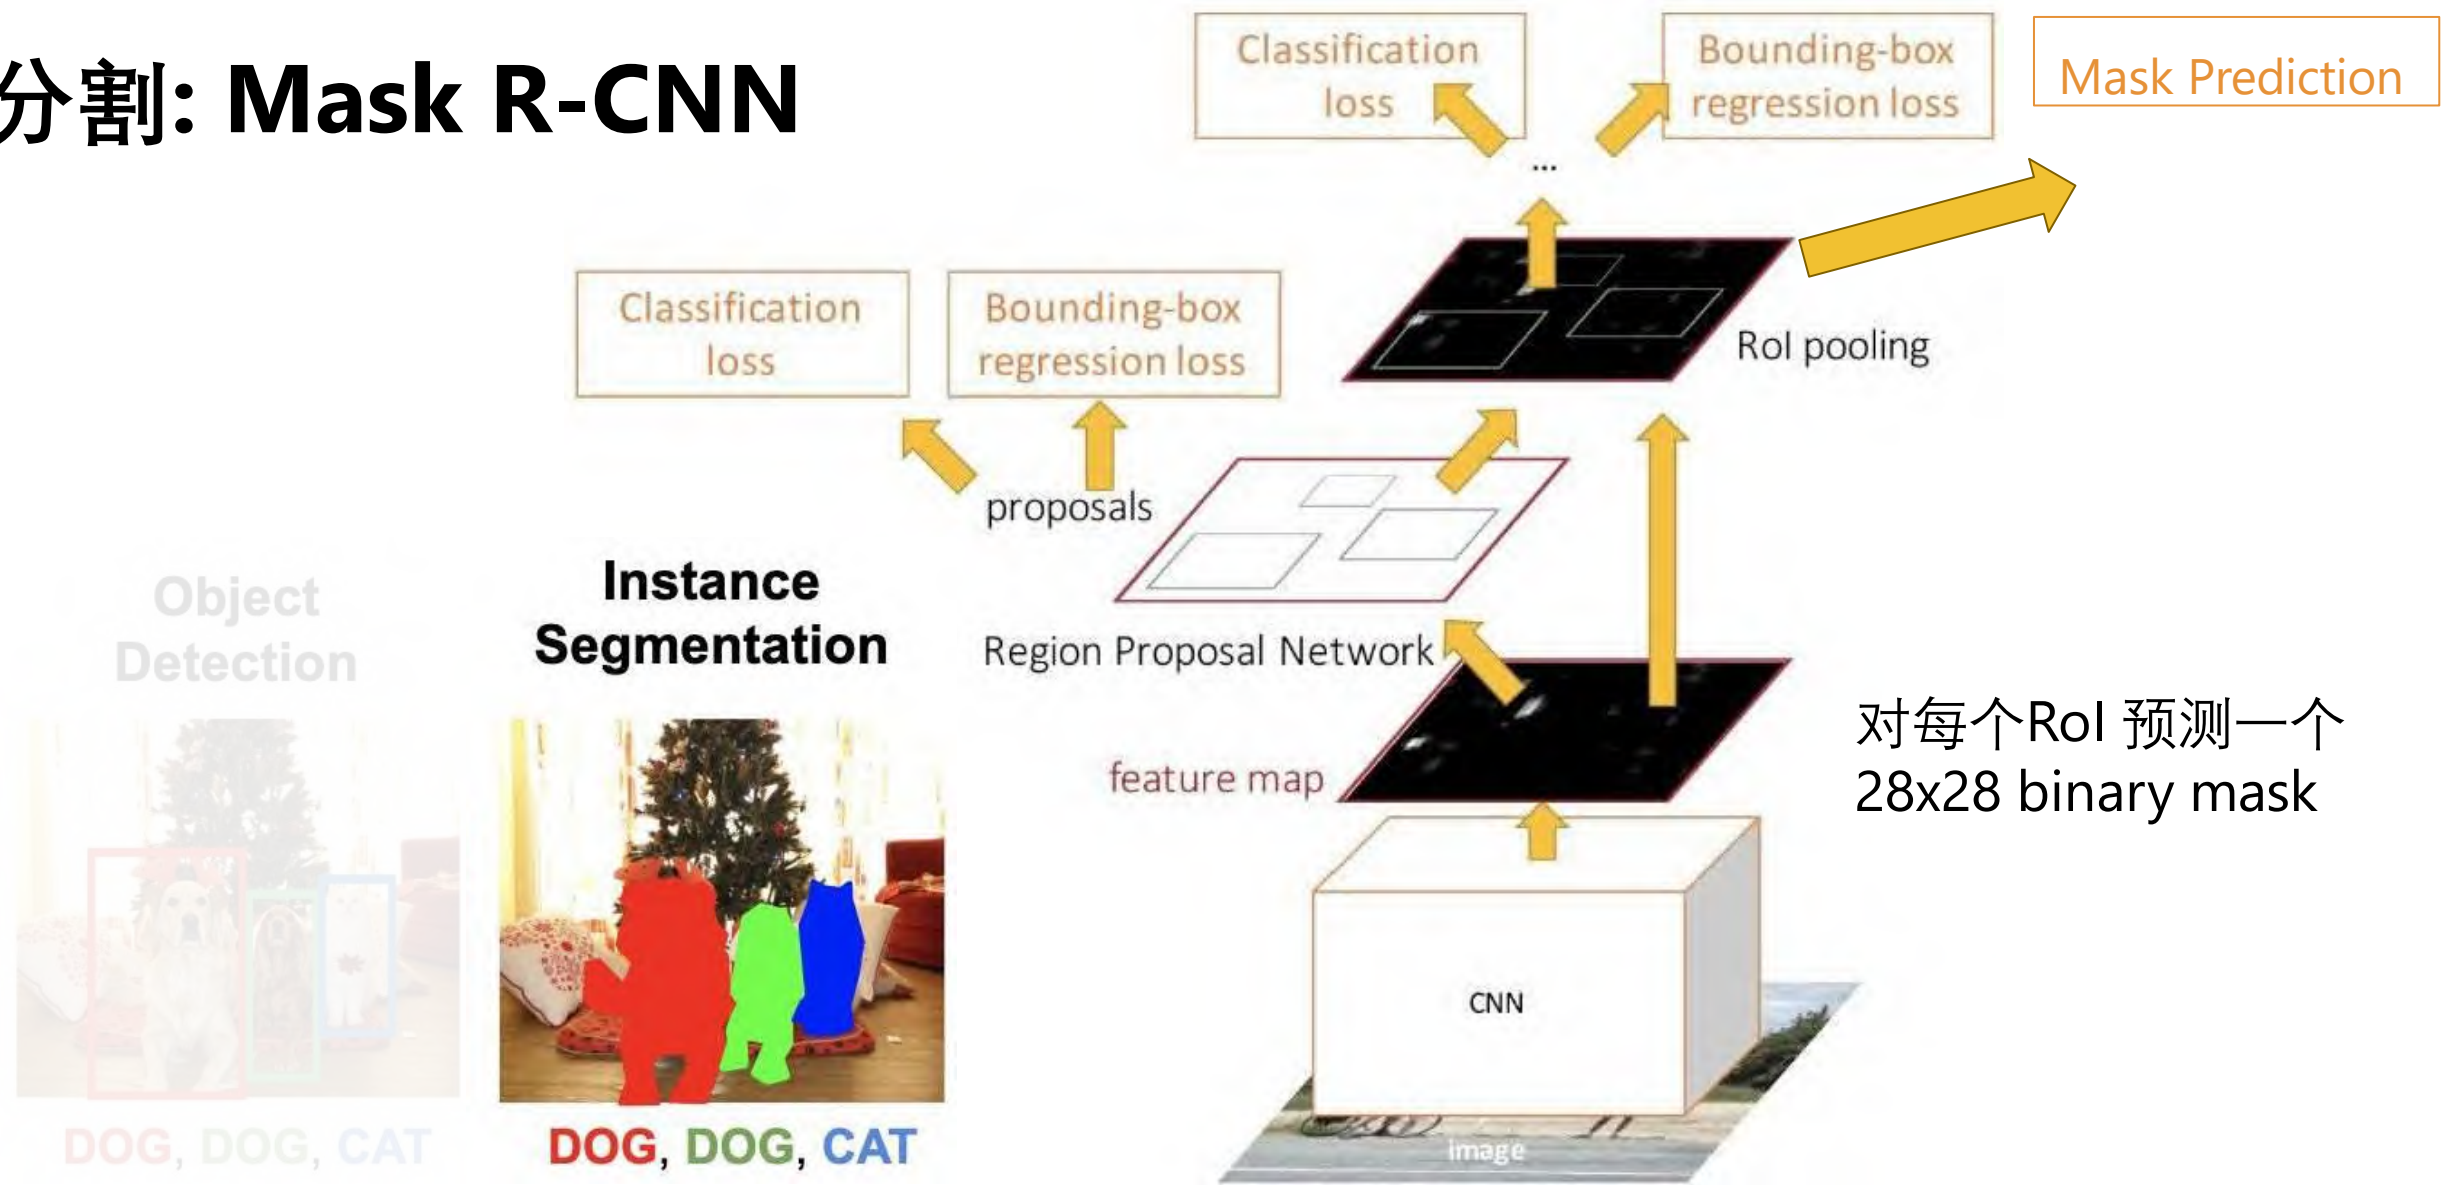 分割: Mask R-CNN
Classification
loss
Bounding-box
regression loss
Mask Prediction
...
Classification
loss
Bounding-box
regression loss
RoI pooling
proposals
Object
Detection
Instance
Segmentation
Region Proposal Network
feature map
对每个RoI 预测一个
28x28 binary mask
CNN
image
DOG, DOG, CAT
DOG, DOG, CAT